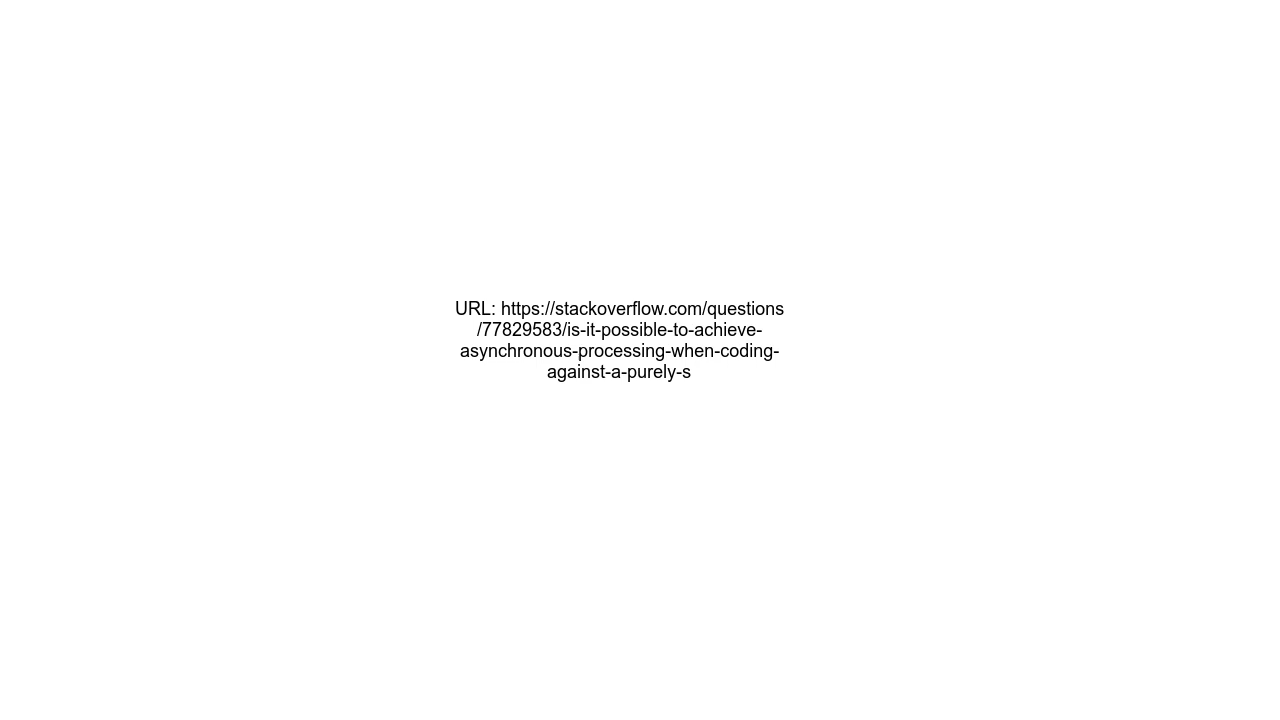 URL: https://stackoverflow.com/questions
/77829583/is-it-possible-to-achieve-
asynchronous-processing-when-coding-
against-a-purely-s